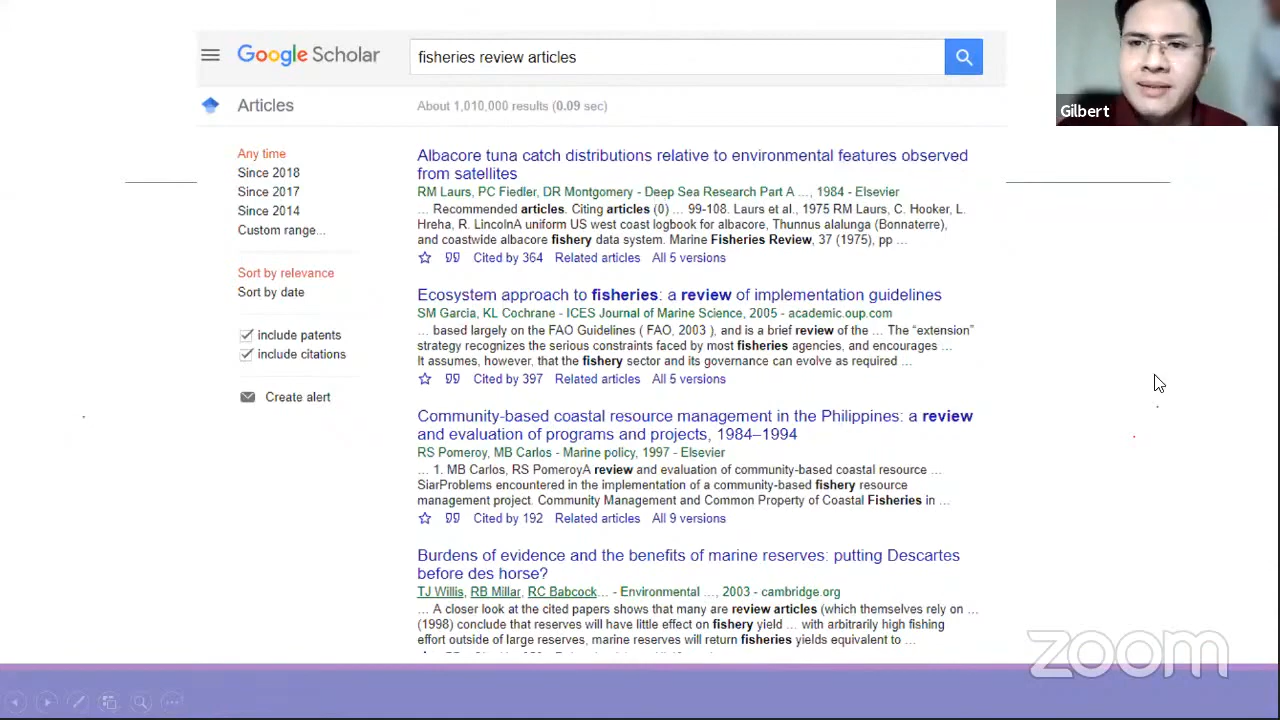 Google Scholar
fisheries review articles
Gilbert
Articles
About 1,010,000 results (0.09 sec)
Any time
Since 2018
Since 2017
Since 2014
Custom range...
Sort by relevance
Sort by date
include patents
include citations
Create alert
Albacore tuna catch distributions relative to environmental features observed
from satellites
RM Laurs, PC Fiedler, DR Montgomery - Deep Sea Research Part A ..., 1984 - Elsevier
... Recommended articles. Citing articles (0) ... 99-108. Laurs et al., 1975 RM Laurs, C. Hooker, L.
Hreha, R. LincolnA uniform US west coast logbook for albacore, Thunnus alalunga (Bonnaterre),
and coastwide albacore fishery data system. Marine Fisheries Review, 37 (1975), pp ...
Cited by 364 Related articles All 5 versions
Ecosystem approach to fisheries: a review of implementation guidelines
SM Garcia, KL Cochrane - ICES Journal of Marine Science, 2005 - academic.oup.com
... based largely on the FAO Guidelines ( FAO, 2003 ), and is a brief review of the ... The “extension”
strategy recognizes the serious constraints faced by most fisheries agencies, and encourages ...
It assumes, however, that the fishery sector and its governance can evolve as required ...
Cited by 397 Related articles All 5 versions
Community-based coastal resource management in the Philippines: a review
and evaluation of programs and projects, 1984–1994
RS Pomeroy, MB Carlos - Marine policy, 1997 - Elsevier
... 1. MB Carlos, RS PomeroyA review and evaluation of community-based coastal resource ...
SiarProblems encountered in the implementation of a community-based fishery resource
management project. Community Management and Common Property of Coastal Fisheries in ...
Cited by 192 Related articles All 9 versions
Burdens of evidence and the benefits of marine reserves: putting Descartes
before des horse?
TJ Willis, RB Millar, RC Babcock... - Environmental ..., 2003 - cambridge.org
... A closer look at the cited papers shows that many are review articles (which themselves rely on ...
(1998) conclude that reserves will have little effect on fishery yield ... with arbitrarily high fishing
effort outside of large reserves, marine reserves will return fisheries yields equivalent to ...
zoom